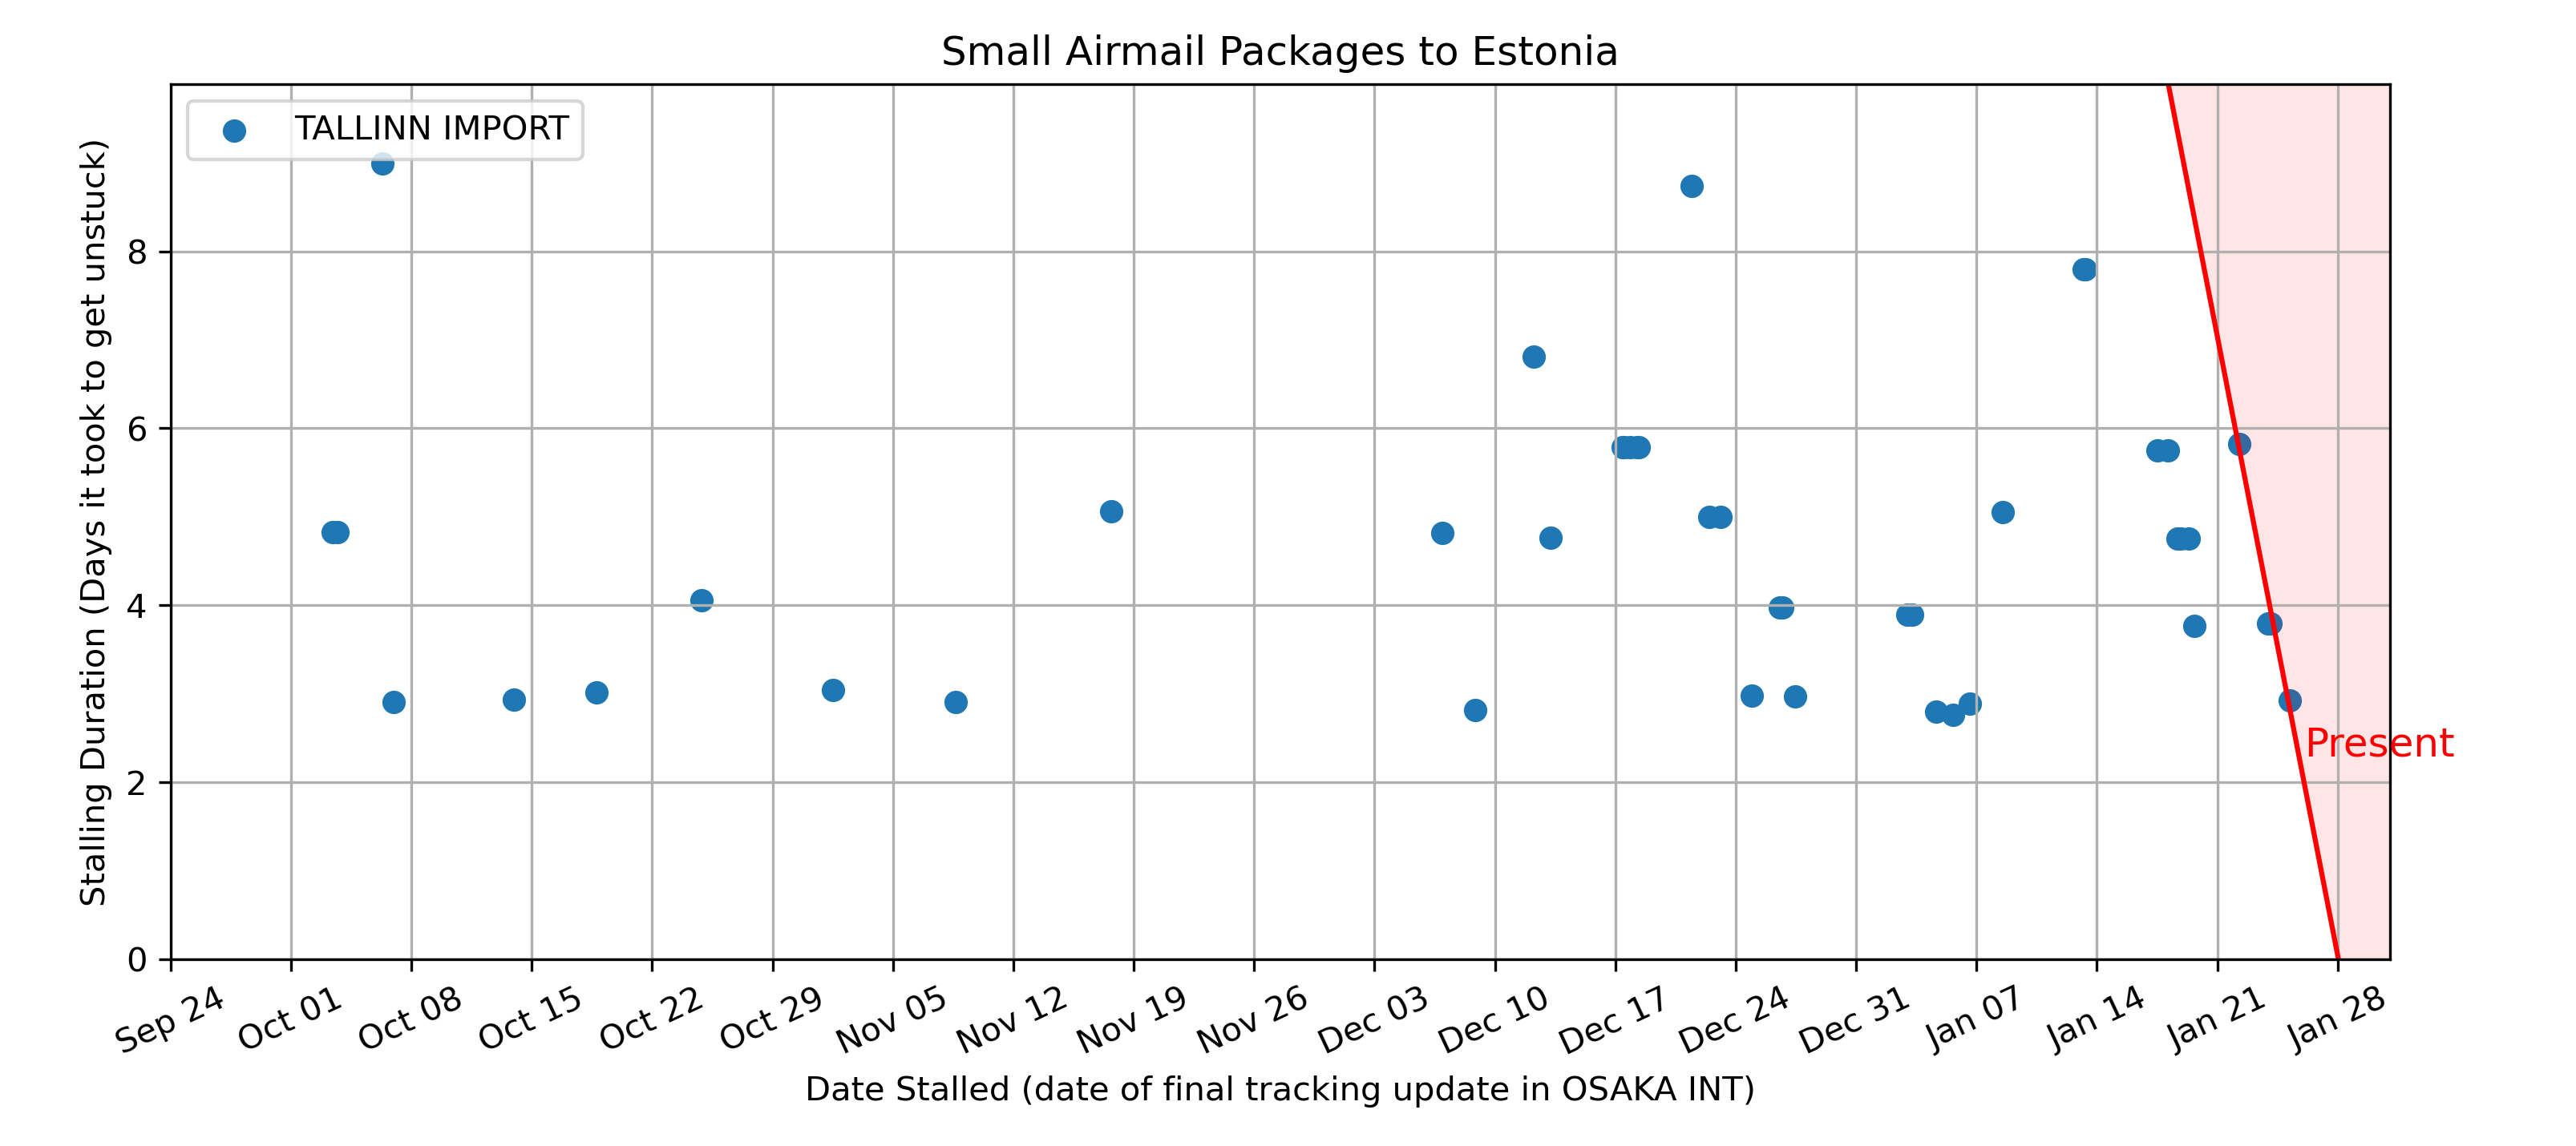 Small Airmail Packages to Estonia
TALLINN IMPORT
Stalling Duration (Days it took to get unstuck)
8
6
4
2
0
Present
Sep 24
Oct 01
Oct 08
Oct 15
Oct 22
Oct 29
Nov 05
Nov 12
Nov 19
Nov 26
Dec 03
Dec 10
Dec 17
Dec 24
Dec 31
Jan 07
Jan 14
Jan 21
Jan 28
Date Stalled (date of final tracking update in OSAKA INT)